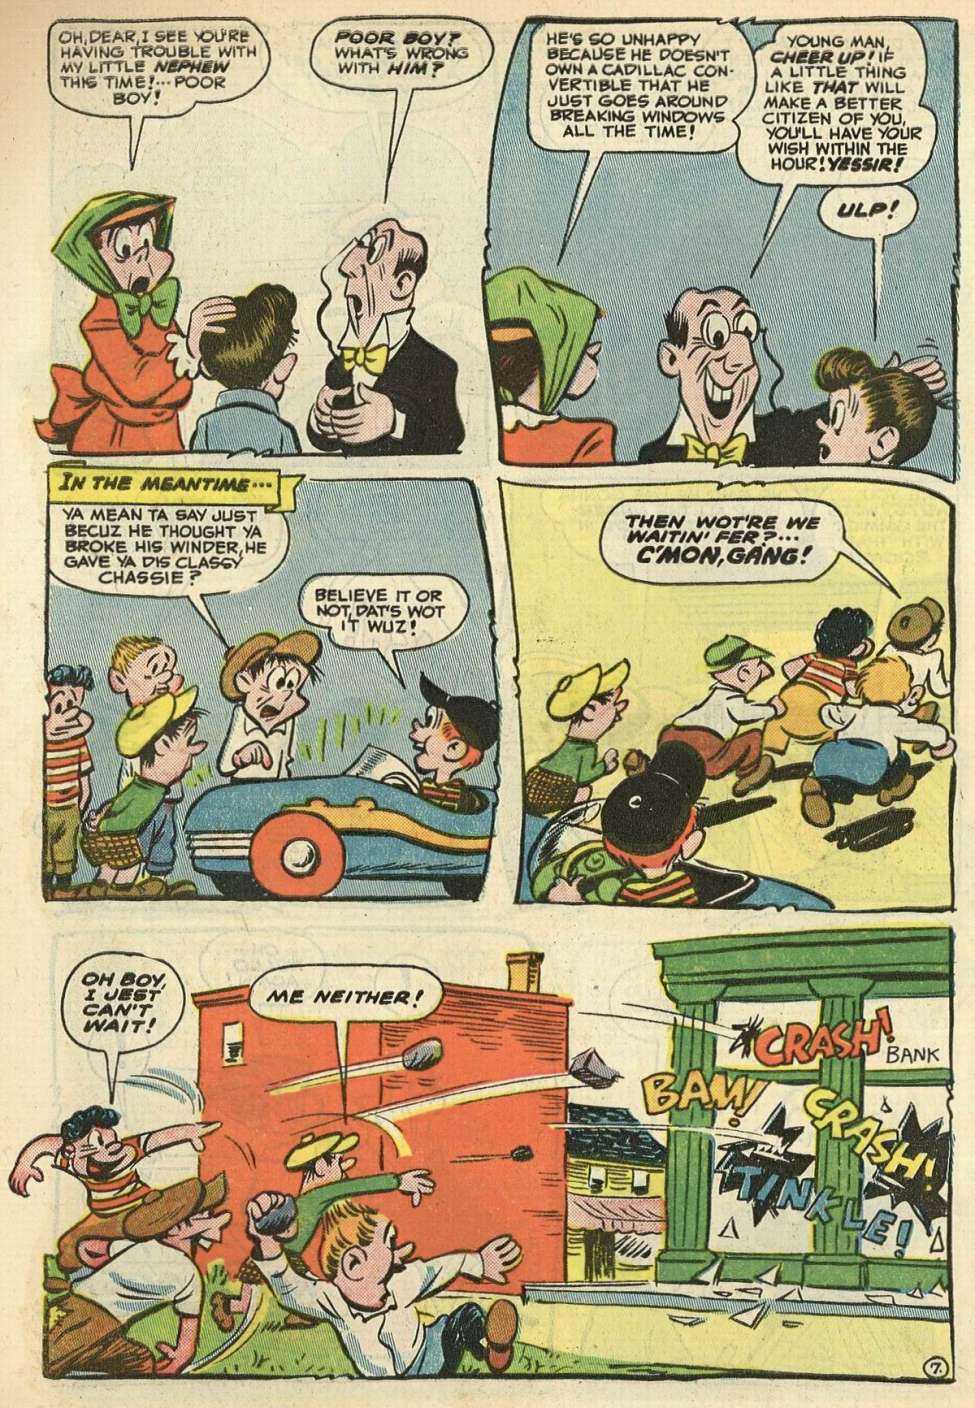 OH, DEAR, I SEE YOU'RE
HAVING TROUBLE WITH
MY LITTLE NEPHEW
THIS TIME!... POOR
BOY!
POOR BOY?
WHAT'S WRONG
WITH HIM?
HE'S SO UNHAPPY
BECAUSE HE DOESN'T
OWN A CADILLAC CON-
VERTIBLE THAT HE
JUST GOES AROUND
BREAKING WINDOWS
ALL THE TIME!
YOUNG MAN,
CHEER UP! IF
A LITTLE THING
LIKE THAT WILL
MAKE A BETTER
CITIZEN OF YOU,
YOU'LL HAVE YOUR
WISH WITHIN THE
HOUR! YESSIR!
ULP!
IN THE MEANTIME...
YA MEAN TA SAY JUST
BECUZ HE THOUGHT YA
BROKE HIS WINDER, HE
GAVE YA DIS CLASSY
CHASSIE?
BELIEVE IT OR
NOT, DAT'S WOT
IT WUZ!
THEN WOT'RE WE
WAITIN' FER?...
C'MON, GANG!
OH BOY,
I JEST
CAN'T
WAIT!
ME NEITHER!
CRASH!
BANK
BAM!
CRASH!
TINKLE!
7.